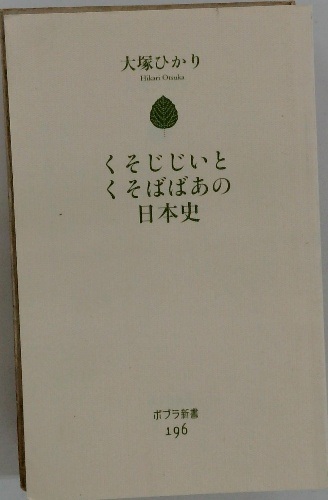 大塚ひかり
Hikari Otsuka
くそじじいと
くそばばあの
日本史
ポプラ新書
196